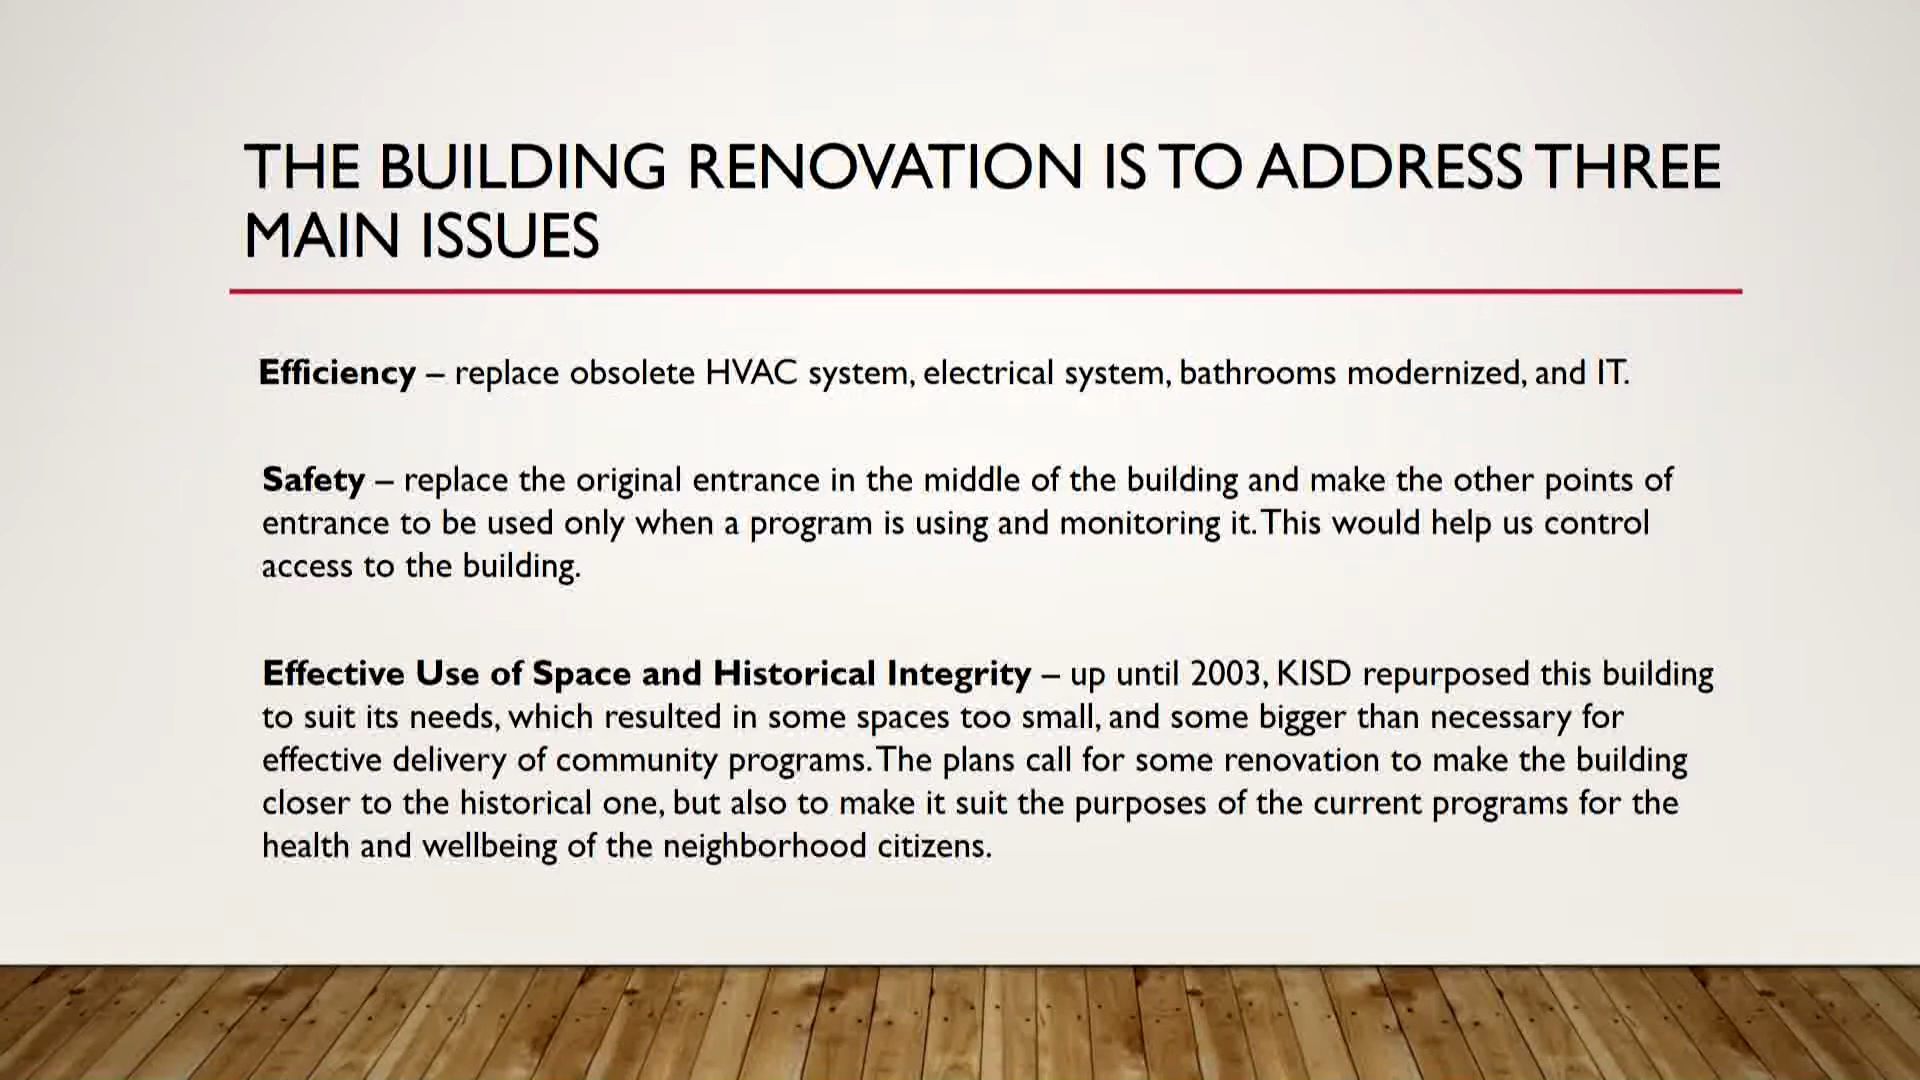 THE BUILDING RENOVATION IS TO ADDRESS THREE
MAIN ISSUES
Efficiency – replace obsolete HVAC system, electrical system, bathrooms modernized, and IT.
Safety – replace the original entrance in the middle of the building and make the other points of
entrance to be used only when a program is using and monitoring it. This would help us control
access to the building.
Effective Use of Space and Historical Integrity – up until 2003, KISD repurposed this building
to suit its needs, which resulted in some spaces too small, and some bigger than necessary for
effective delivery of community programs. The plans call for some renovation to make the building
closer to the historical one, but also to make it suit the purposes of the current programs for the
health and wellbeing of the neighborhood citizens.